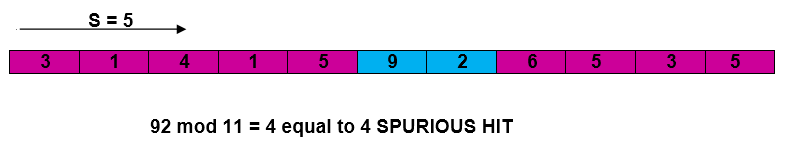 S = 5
3 1 4 1 5 9 2 6 5 3 5
92 mod 11 = 4 equal to 4 SPURIOUS HIT